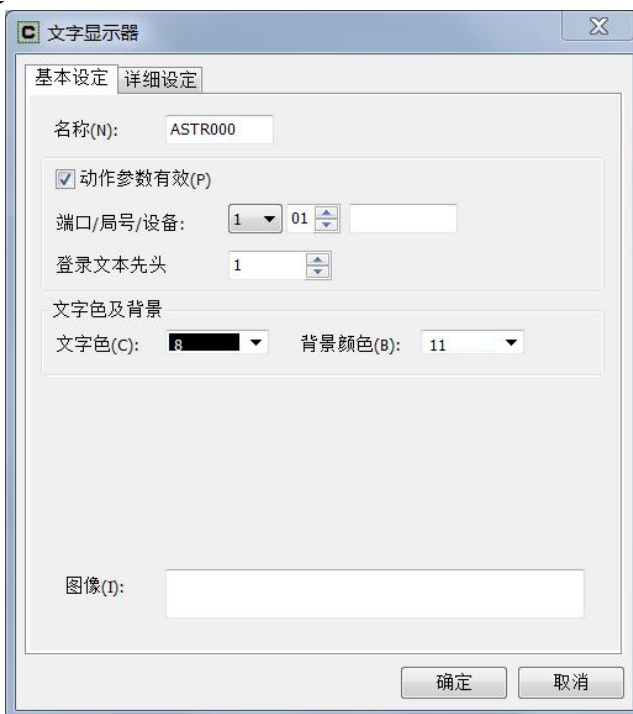 C 文字显示器
基本设定 详细设定
名称(N): ASTR000
动作参数有效(P)
端口/局号/设备: 1 01
登录文本先头 1
文字色及背景
文字色(C): 8 背景颜色(B): 11
图像(I):
确定 取消